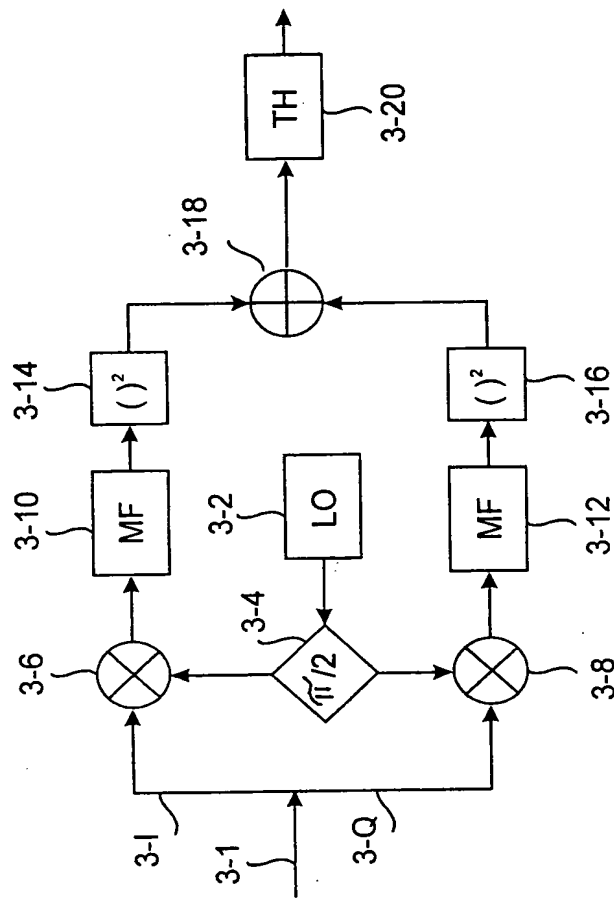 3-1
3-I
3-Q
3-6
3-8
3-4
π/2
3-2
LO
3-10
MF
3-12
MF
3-14
( )²
3-16
( )²
3-18
3-20
TH